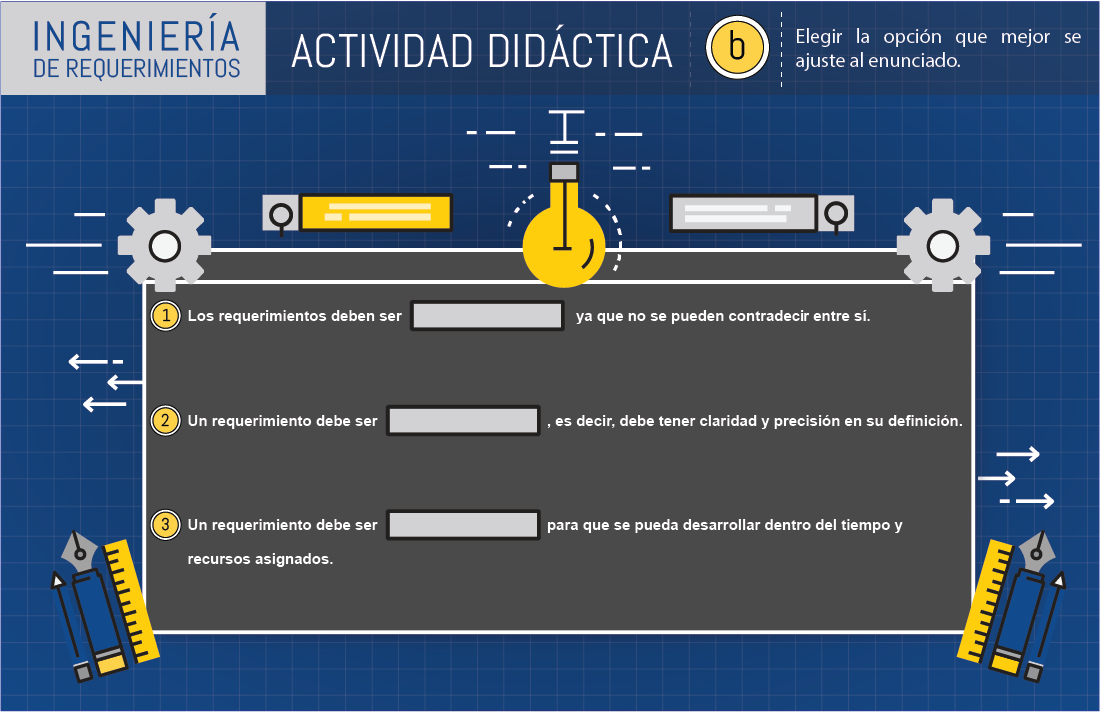 INGENIERÍA
DE REQUERIMIENTOS
ACTIVIDAD DIDÁCTICA
b
Elegir la opción que mejor se
ajuste al enunciado.
1 Los requerimientos deben ser ya que no se pueden contradecir entre sí.
2 Un requerimiento debe ser , es decir, debe tener claridad y precisión en su definición.
3 Un requerimiento debe ser para que se pueda desarrollar dentro del tiempo y
recursos asignados.